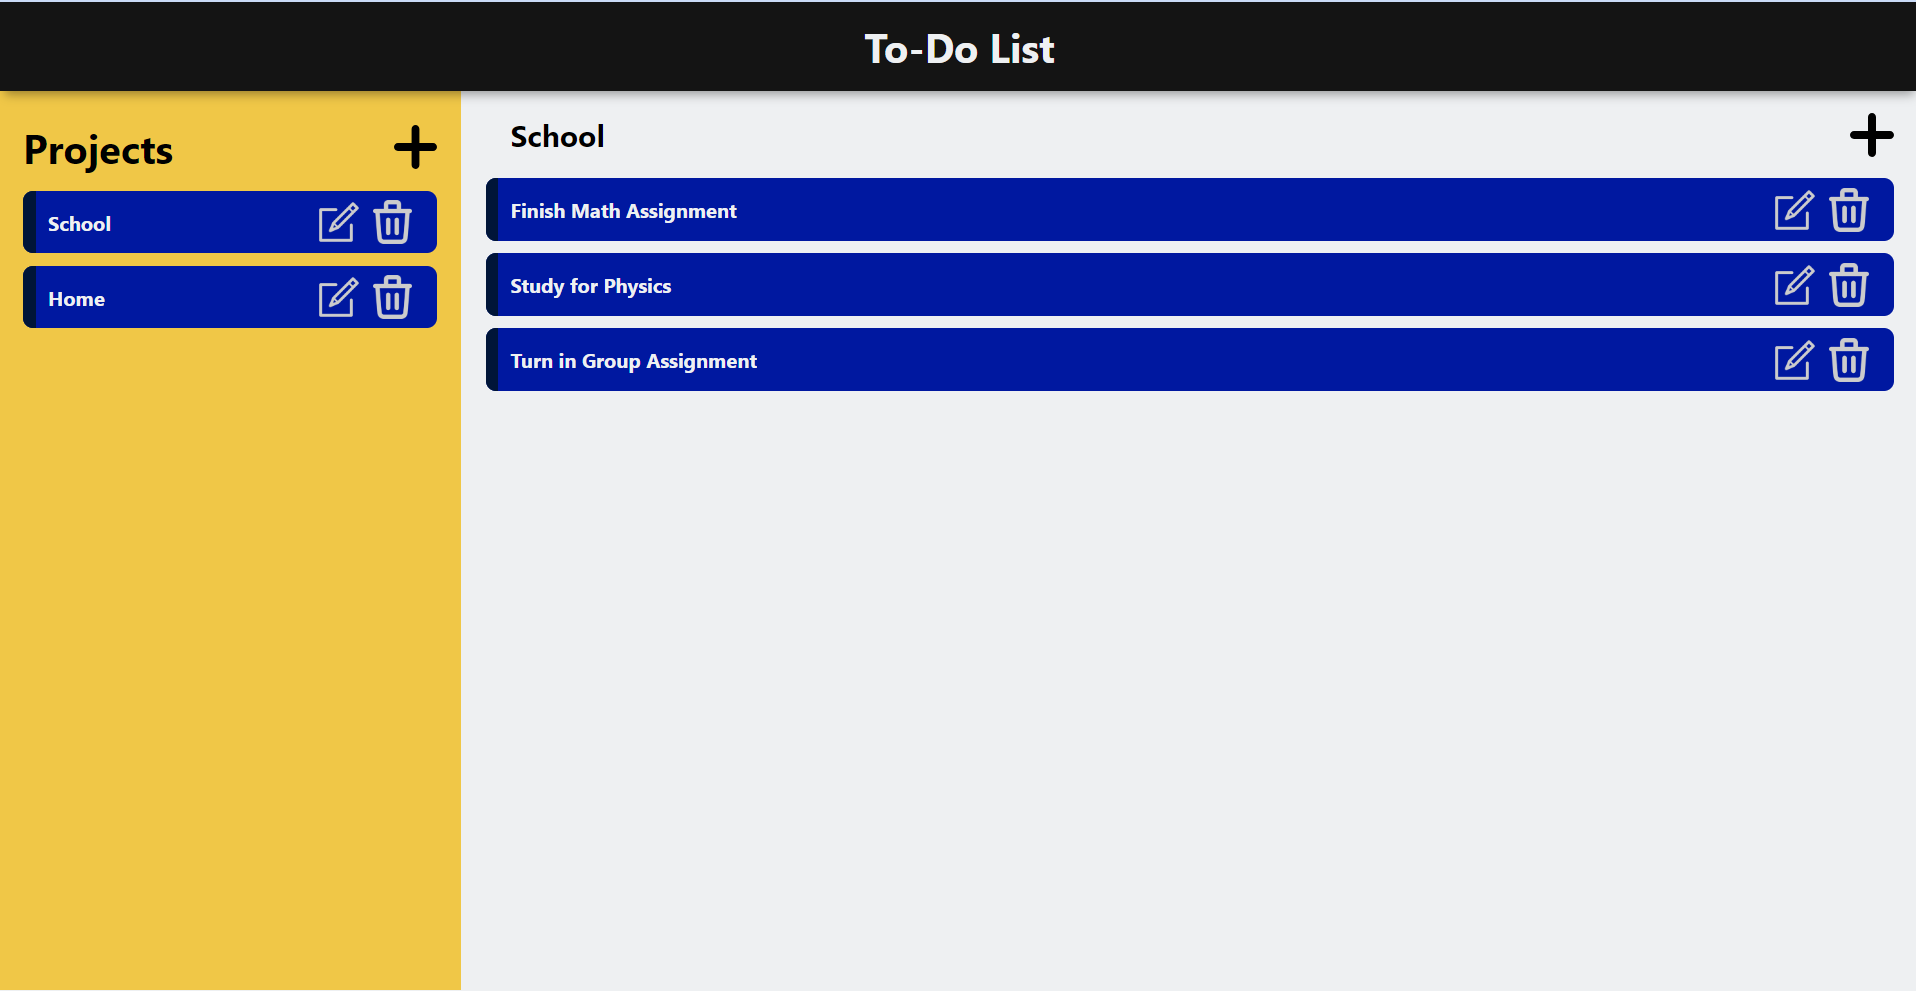 To-Do List
Projects
School
Home
School
Finish Math Assignment
Study for Physics
Turn in Group Assignment